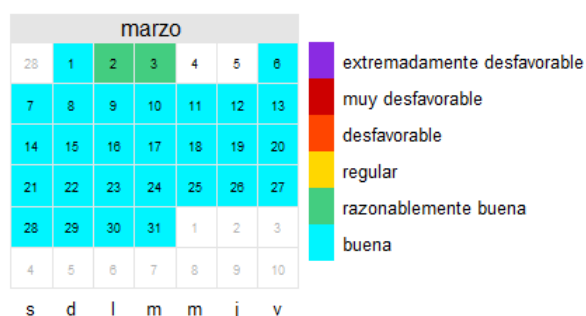 marzo
28 1 2 3 4 5 6
7 8 9 10 11 12 13
14 15 16 17 18 19 20
21 22 23 24 25 26 27
28 29 30 31 1 2 3
4 5 6 7 8 9 10
s d l m m j v
extremadamente desfavorable
muy desfavorable
desfavorable
regular
razonablemente buena
buena